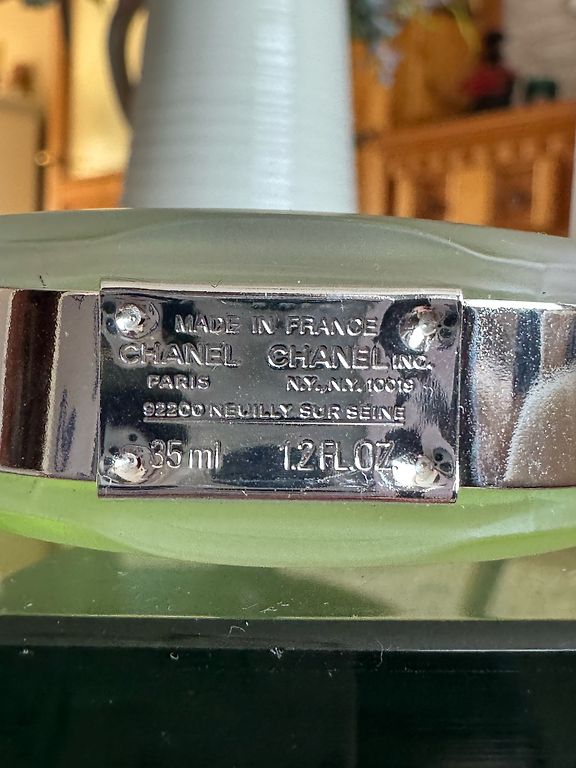 MADE IN FRANCE
CHANEL CHANEL INC.
PARIS N.Y., N.Y. 10019
92200 NEUILLY SUR SEINE
35 ml 1.2 FL.OZ